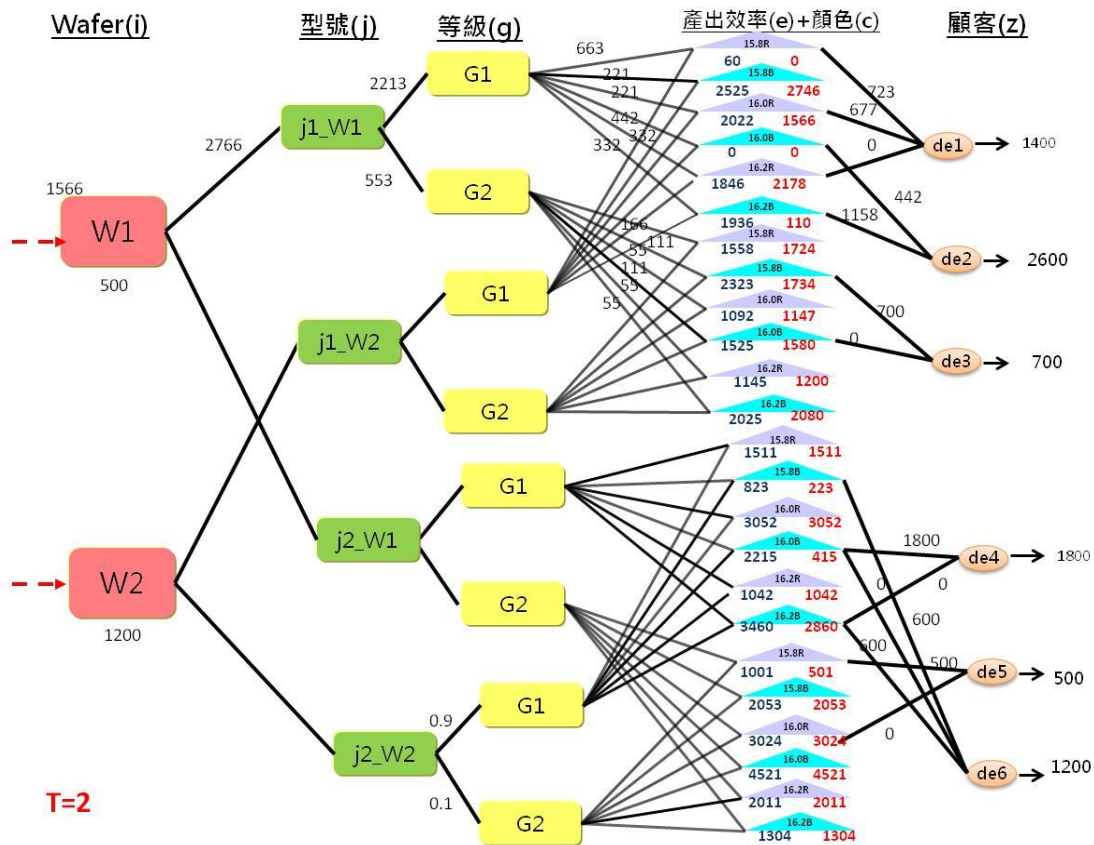 Wafer(i)
型號(j)
等級(g)
產出效率(e)+顏色(c)
顧客(z)
663
15.8R
60 0
G1
221
15.8B
2213
2525 2746
723
221
16.0R
677
2022 1566
j1_W1
442
332
16.0B
332
0 0
0
de1
1400
2766
16.2R
1846 2178
553
G2
442
1566
16.2B
1158
1936 110
W1
166
111
15.8R
55
1558 1724
de2
2600
111
15.8B
500
G1
55
2323 1734
55
16.0R
1092 1147
700
j1_W2
16.0B
0
1525 1580
de3
700
16.2R
1145 1200
G2
16.2B
2025 2080
15.8R
1511 1511
15.8B
G1
823 223
16.0R
3052 3052
j2_W1
16.0B
1800
2215 415
de4
1800
W2
16.2R
0 0
1042 1042
G2
16.2B
3460 2860
600
1200
600
15.8R
500
1001 501
de5
500
15.8B
G1
2053 2053
0.9
16.0R
3024 3024
0
j2_W2
16.0B
4521 4521
de6
1200
T=2
0.1
16.2R
2011 2011
G2
16.2B
1304 1304